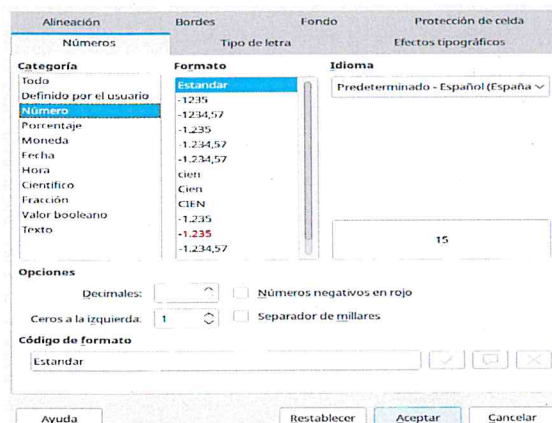 Alineación Bordes Fondo Protección de celda
Números Tipo de letra Efectos tipográficos
Categoría
Todo
Definido por el usuario
Número
Porcentaje
Moneda
Fecha
Hora
Científico
Fracción
Valor booleano
Texto
Formato
Estandar
-1235
-1234,57
-1.235
-1.234,57
-1.234,57
cien
Cien
CIEN
-1.235
-1.235
-1.234,57
Idioma
Predeterminado - Español (España
15
Opciones
Decimales:
Números negativos en rojo
Ceros a la izquierda: 1
Separador de millares
Código de formato
Estandar
Ayuda Restablecer Aceptar Cancelar